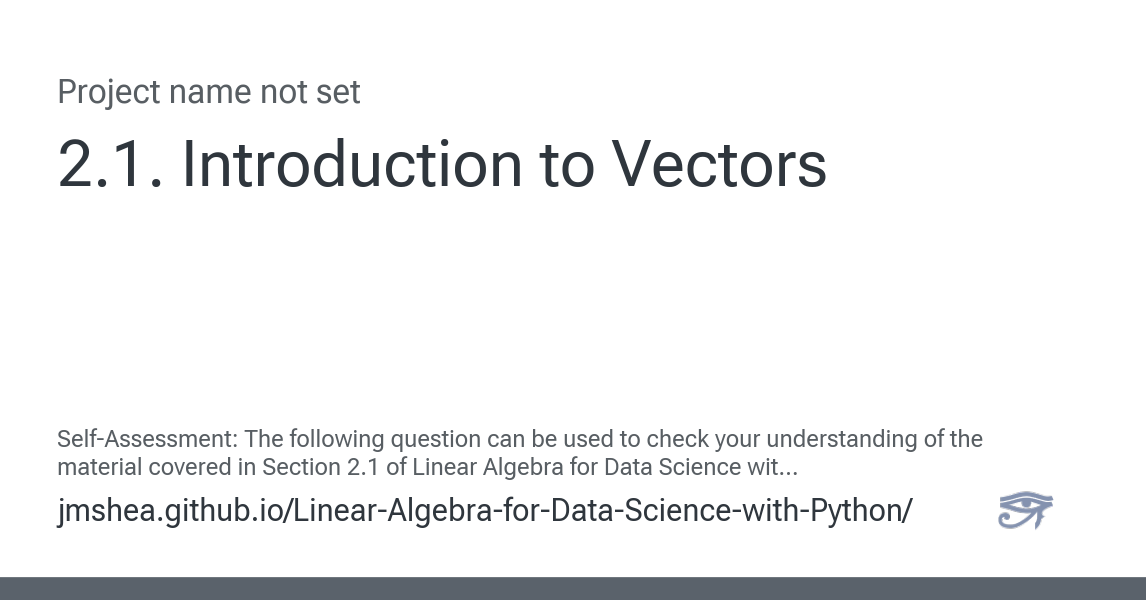 Project name not set
2.1. Introduction to Vectors
Self-Assessment: The following question can be used to check your understanding of the
material covered in Section 2.1 of Linear Algebra for Data Science wit...
jmshea.github.io/Linear-Algebra-for-Data-Science-with-Python/